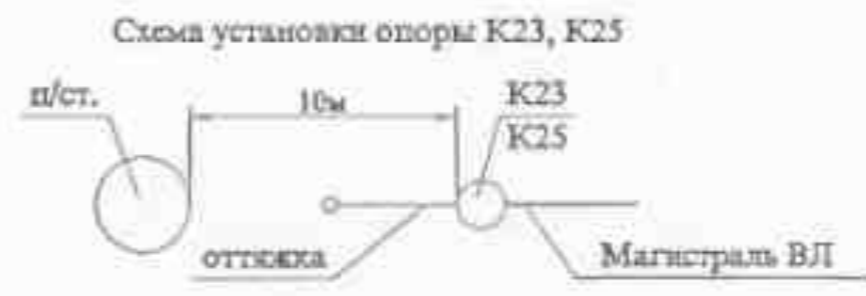 Схема установки опоры К23, К25
п/ст.
10м
К23
К25
оттяжка
Магистраль ВЛ